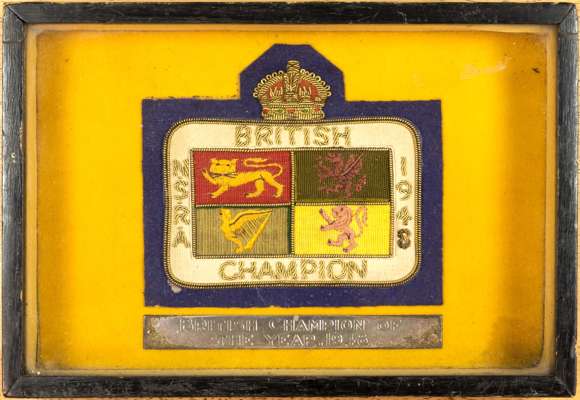 BRITISH
NSRA
1948
CHAMPION
BRITISH CHAMPION OF
THE YEAR, 1948